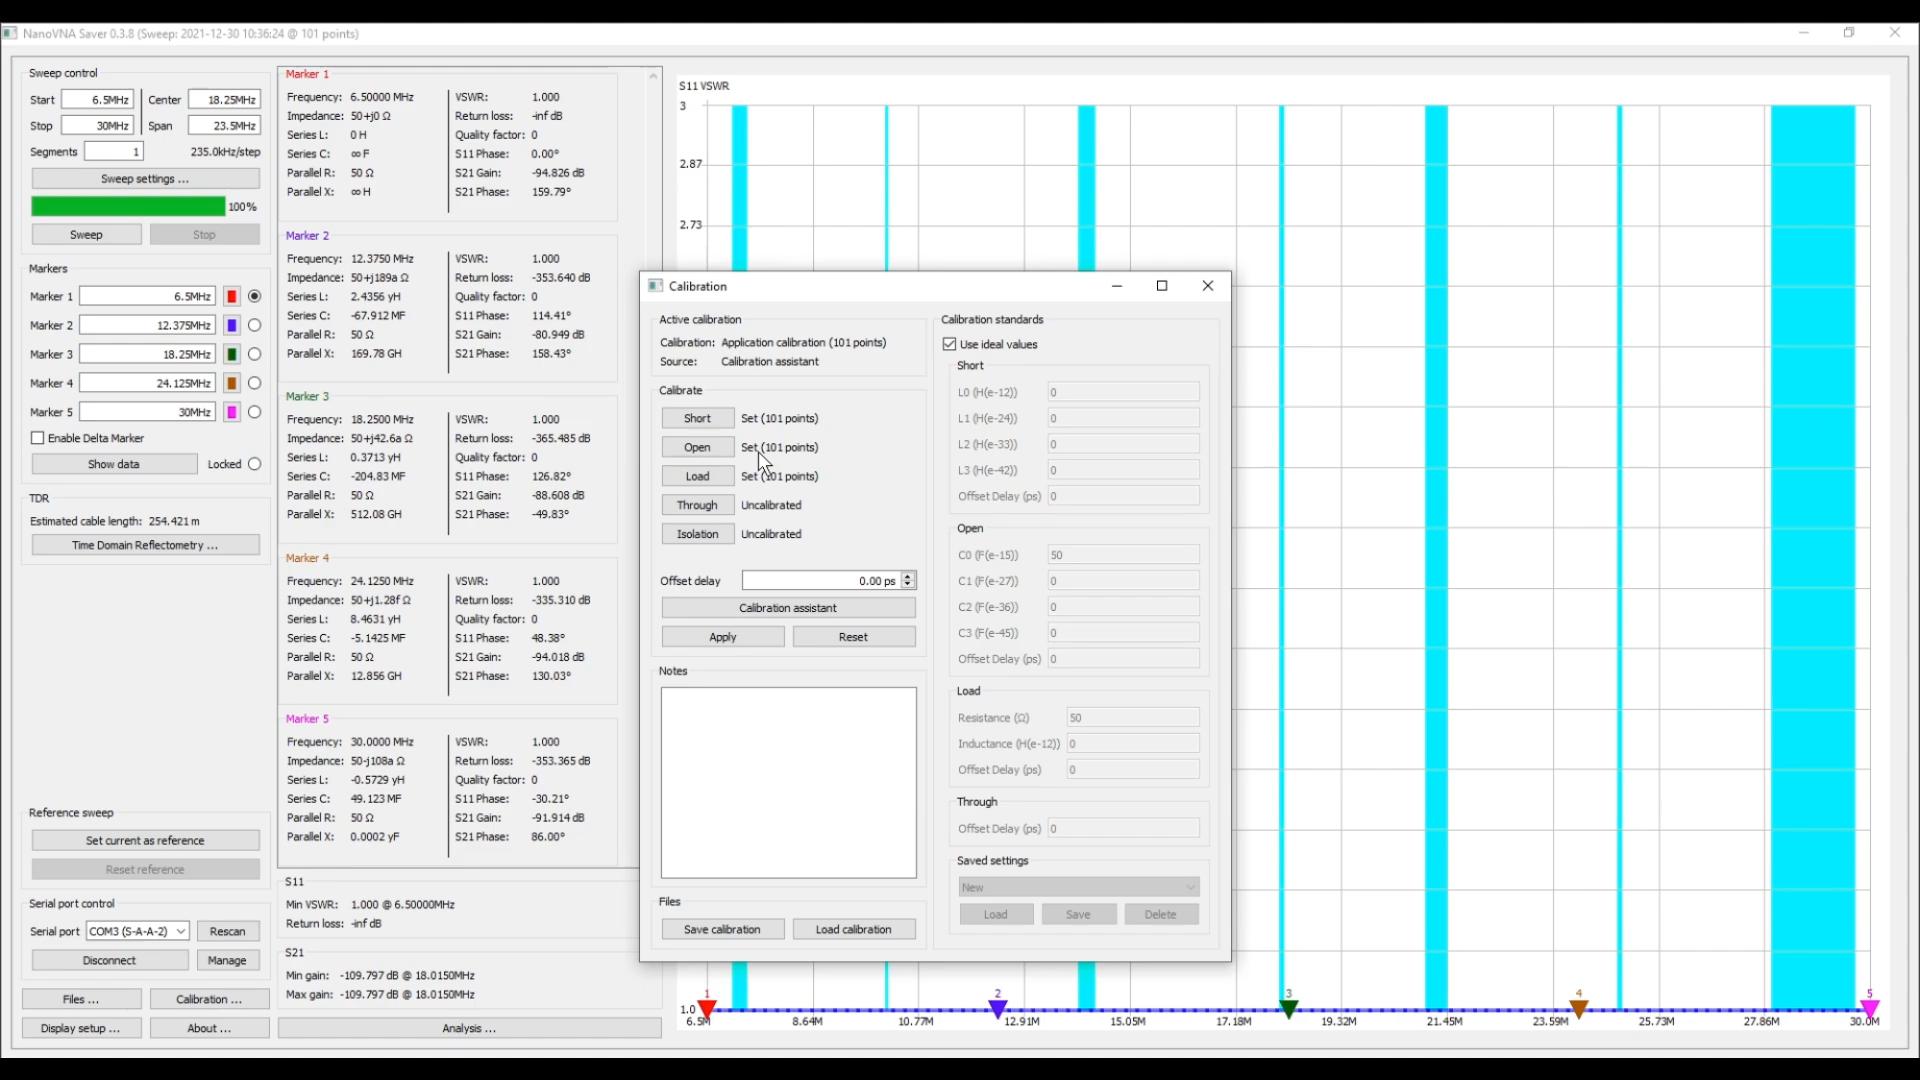 NanoVNA Saver 0.3.8 (Sweep: 2021-12-30 10:36:24 @ 101 points)
Sweep control
Start 6.5MHz Center 18.25MHz
Stop 30MHz Span 23.5MHz
Segments 1 235.0kHz/step
Sweep settings ...
100%
Sweep Stop
Markers
Marker 1 6.5MHz
Marker 2 12.375MHz
Marker 3 18.25MHz
Marker 4 24.125MHz
Marker 5 30MHz
Enable Delta Marker
Show data Locked
TDR
Estimated cable length: 254.421 m
Time Domain Reflectometry ...
Reference sweep
Set current as reference
Reset reference
Serial port control
Serial port COM3 (S-A-A-2) Rescan
Disconnect Manage
Files ... Calibration ...
Display setup ... About ...
Marker 1
Frequency: 6.50000 MHz VSWR: 1.000
Impedance: 50+j0 Ω Return loss: -inf dB
Series L: 0 H Quality factor: 0
Series C: ∞ F S11 Phase: 0.00°
Parallel R: 50 Ω S21 Gain: -94.826 dB
Parallel X: ∞ H S21 Phase: 159.79°
Marker 2
Frequency: 12.3750 MHz VSWR: 1.000
Impedance: 50+j189a Ω Return loss: -353.640 dB
Series L: 2.4356 yH Quality factor: 0
Series C: -67.912 MF S11 Phase: 114.41°
Parallel R: 50 Ω S21 Gain: -80.949 dB
Parallel X: 169.78 GH S21 Phase: 158.43°
Marker 3
Frequency: 18.2500 MHz VSWR: 1.000
Impedance: 50+j42.6a Ω Return loss: -365.485 dB
Series L: 0.3713 yH Quality factor: 0
Series C: -204.83 MF S11 Phase: 126.82°
Parallel R: 50 Ω S21 Gain: -88.608 dB
Parallel X: 512.08 GH S21 Phase: -49.83°
Marker 4
Frequency: 24.1250 MHz VSWR: 1.000
Impedance: 50+j1.28f Ω Return loss: -335.310 dB
Series L: 8.4631 yH Quality factor: 0
Series C: -5.1425 MF S11 Phase: 48.38°
Parallel R: 50 Ω S21 Gain: -94.018 dB
Parallel X: 12.856 GH S21 Phase: 130.03°
Marker 5
Frequency: 30.0000 MHz VSWR: 1.000
Impedance: 50-j108a Ω Return loss: -353.365 dB
Series L: -0.5729 yH Quality factor: 0
Series C: 49.123 MF S11 Phase: -30.21°
Parallel R: 50 Ω S21 Gain: -91.914 dB
Parallel X: 0.0002 yF S21 Phase: 86.00°
S11
Min VSWR: 1.000 @ 6.50000MHz
Return loss: -inf dB
S21
Min gain: -109.797 dB @ 18.0150MHz
Max gain: -109.797 dB @ 18.0150MHz
Analysis ...
S11 VSWR
3
2.87
2.73
Calibration
Active calibration
Calibration: Application calibration (101 points)
Source: Calibration assistant
Calibrate
Short Set (101 points)
Open Set (101 points)
Load Set (101 points)
Through Uncalibrated
Isolation Uncalibrated
Offset delay 0.00 ps
Calibration assistant
Apply Reset
Notes
Files
Save calibration Load calibration
Calibration standards
Use ideal values
Short
L0 (H(e-12)) 0
L1 (H(e-24)) 0
L2 (H(e-33)) 0
L3 (H(e-42)) 0
Offset Delay (ps) 0
Open
C0 (F(e-15)) 50
C1 (F(e-27)) 0
C2 (F(e-36)) 0
C3 (F(e-45)) 0
Offset Delay (ps) 0
Load
Resistance (Ω) 50
Inductance (H(e-12)) 0
Offset Delay (ps) 0
Through
Offset Delay (ps) 0
Saved settings
New
Load Save Delete
1 2 3 4 5
1.0
6.5M 8.64M 10.77M 12.91M 15.05M 17.18M 19.32M 21.45M 23.59M 25.73M 27.86M 30.0M